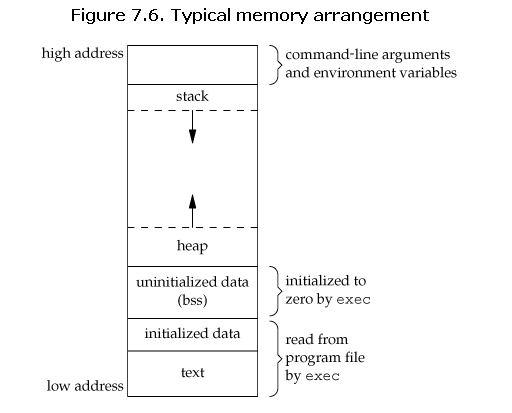 Figure 7.6. Typical memory arrangement
high address
command-line arguments
and environment variables
stack
heap
uninitialized data
(bss)
initialized to
zero by exec
initialized data
read from
program file
by exec
text
low address